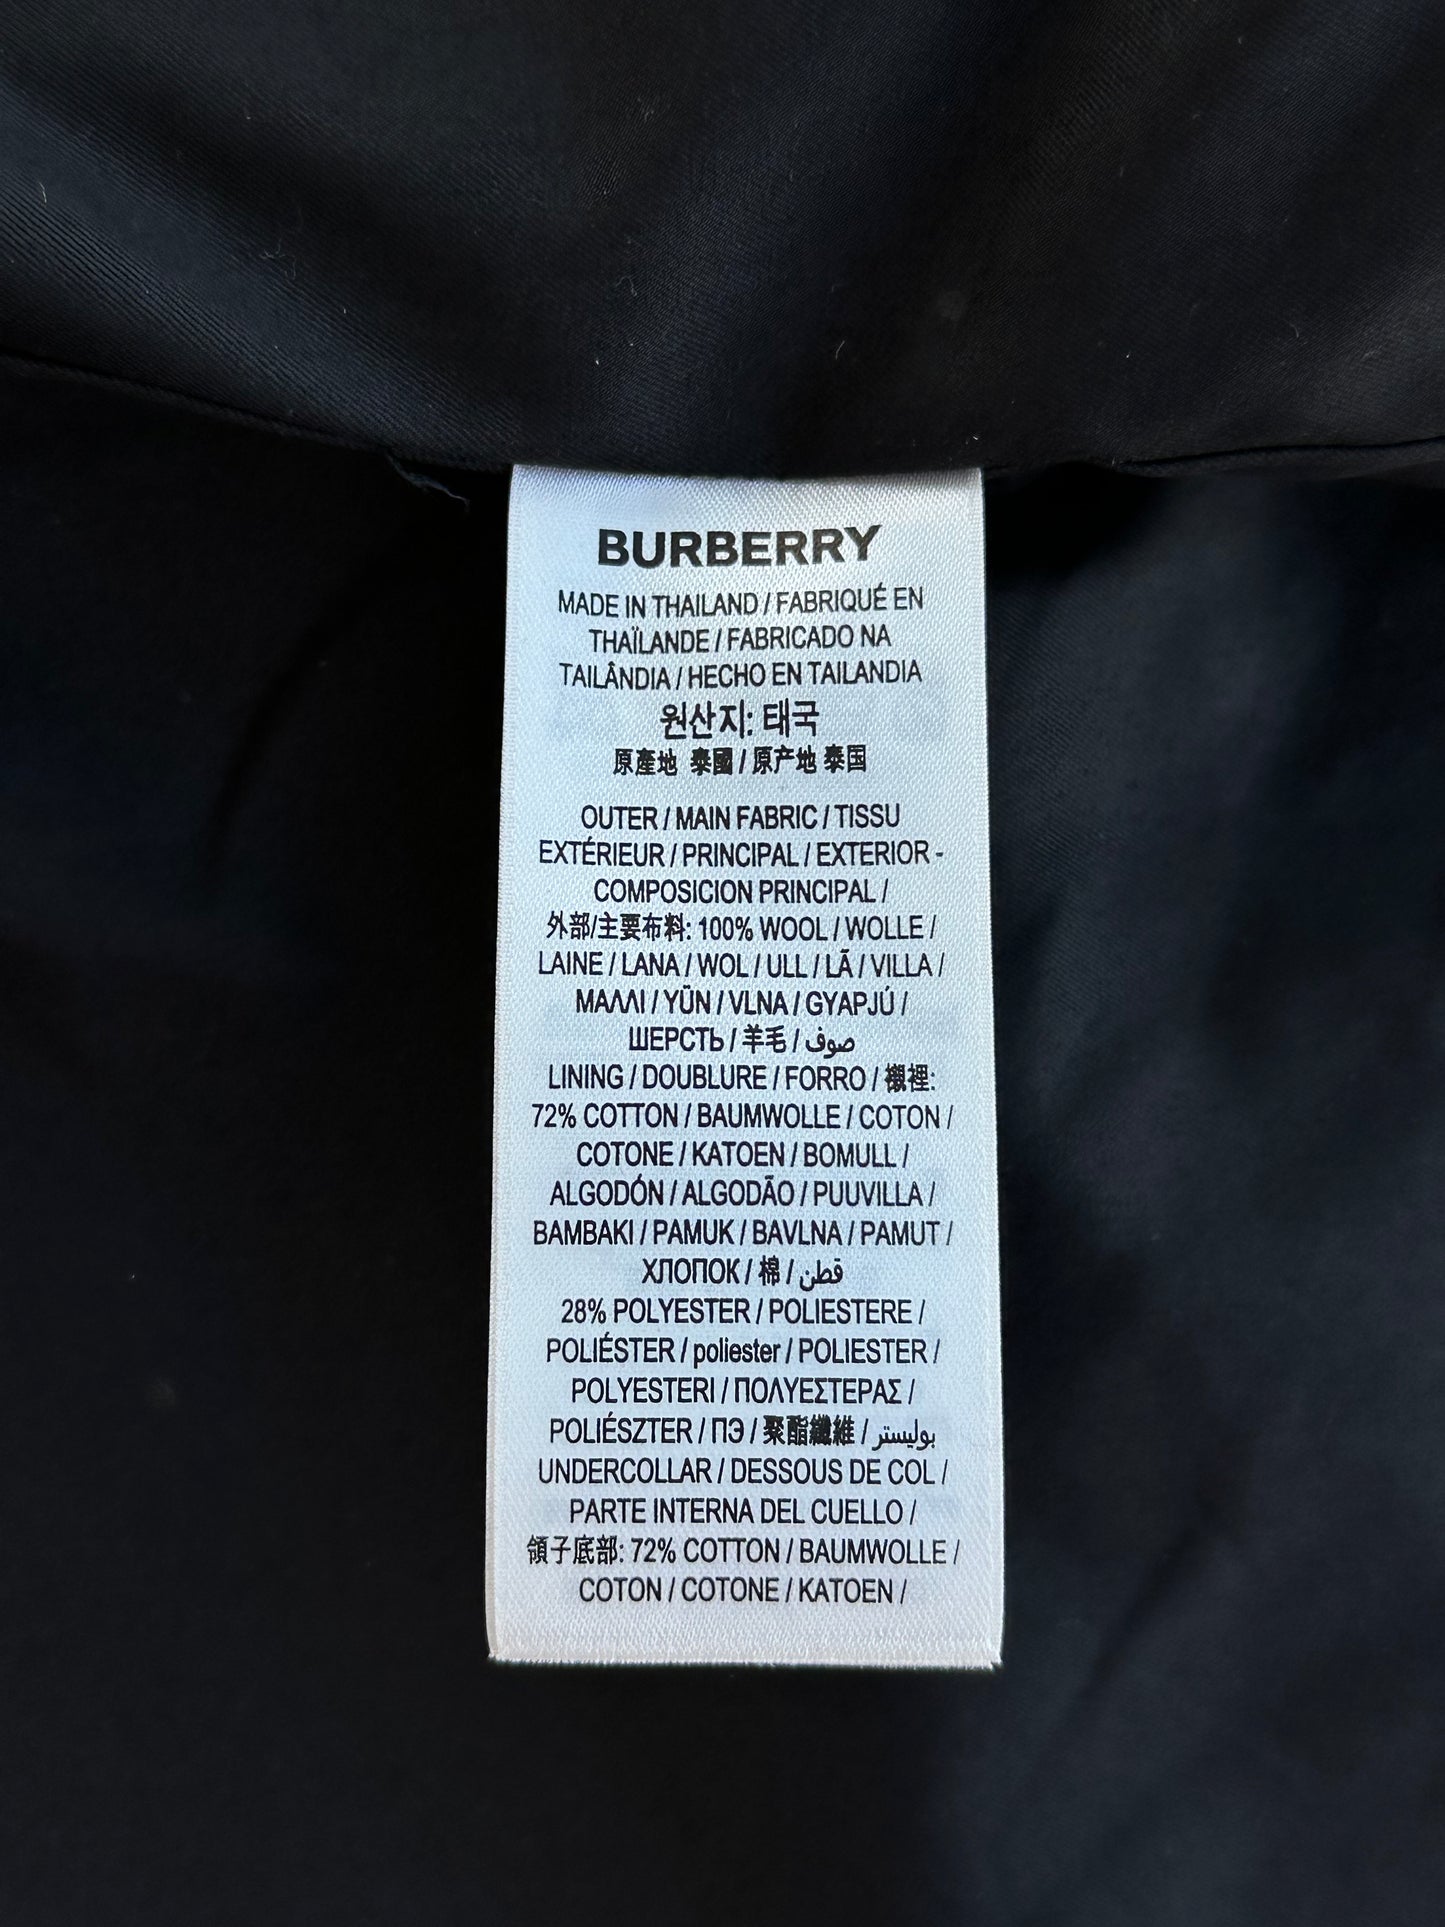 BURBERRY
MADE IN THAILAND / FABRIQUÉ EN
THAÏLANDE / FABRICADO NA
TAILÂNDIA / HECHO EN TAILANDIA
원산지: 태국
原產地 泰國 / 原产地 泰国
OUTER / MAIN FABRIC / TISSU
EXTÉRIEUR / PRINCIPAL / EXTERIOR -
COMPOSICION PRINCIPAL /
外部/主要布料: 100% WOOL / WOLLE /
LAINE / LANA / WOL / ULL / LÃ / VILLA /
ΜΑΛΛΙ / YÜN / VLNA / GYAPJÚ /
ШЕРСТЬ / 羊毛 / صوف
LINING / DOUBLURE / FORRO / 襯裡:
72% COTTON / BAUMWOLLE / COTON /
COTONE / KATOEN / BOMULL /
ALGODÓN / ALGODÃO / PUUVILLA /
BAMBAKI / PAMUK / BAVLNA / PAMUT /
ХЛОПОК / 棉 / قطن
28% POLYESTER / POLIESTERE /
POLIÉSTER / poliester / POLIESTER /
POLYESTERI / ΠΟΛΥΕΣΤΕΡΑΣ /
POLIÉSZTER / ПЭ / 聚酯纖維 / بوليستر
UNDERCOLLAR / DESSOUS DE COL /
PARTE INTERNA DEL CUELLO /
領子底部: 72% COTTON / BAUMWOLLE /
COTON / COTONE / KATOEN /